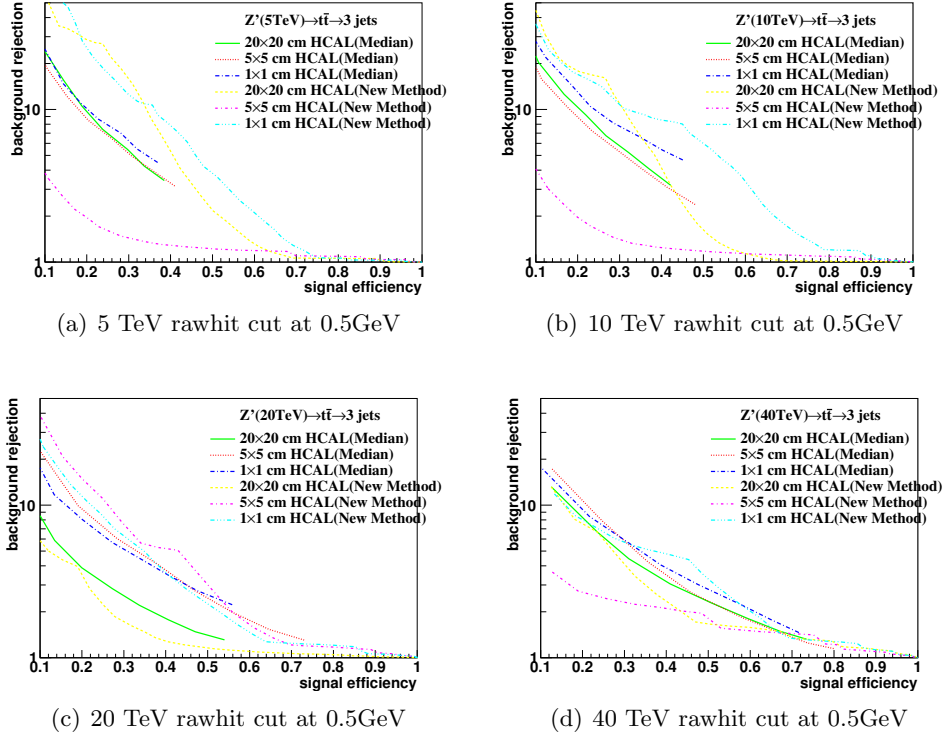 background rejection
10
1
Z'(5TeV)→tt̄→3 jets
20×20 cm HCAL(Median)
5×5 cm HCAL(Median)
1×1 cm HCAL(Median)
20×20 cm HCAL(New Method)
5×5 cm HCAL(New Method)
1×1 cm HCAL(New Method)
0.1 0.2 0.3 0.4 0.5 0.6 0.7 0.8 0.9 1
signal efficiency
(a) 5 TeV rawhit cut at 0.5GeV
background rejection
10
1
Z'(10TeV)→tt̄→3 jets
20×20 cm HCAL(Median)
5×5 cm HCAL(Median)
1×1 cm HCAL(Median)
20×20 cm HCAL(New Method)
5×5 cm HCAL(New Method)
1×1 cm HCAL(New Method)
0.1 0.2 0.3 0.4 0.5 0.6 0.7 0.8 0.9 1
signal efficiency
(b) 10 TeV rawhit cut at 0.5GeV
background rejection
10
1
Z'(20TeV)→tt̄→3 jets
20×20 cm HCAL(Median)
5×5 cm HCAL(Median)
1×1 cm HCAL(Median)
20×20 cm HCAL(New Method)
5×5 cm HCAL(New Method)
1×1 cm HCAL(New Method)
0.1 0.2 0.3 0.4 0.5 0.6 0.7 0.8 0.9 1
signal efficiency
(c) 20 TeV rawhit cut at 0.5GeV
background rejection
10
1
Z'(40TeV)→tt̄→3 jets
20×20 cm HCAL(Median)
5×5 cm HCAL(Median)
1×1 cm HCAL(Median)
20×20 cm HCAL(New Method)
5×5 cm HCAL(New Method)
1×1 cm HCAL(New Method)
0.1 0.2 0.3 0.4 0.5 0.6 0.7 0.8 0.9 1
signal efficiency
(d) 40 TeV rawhit cut at 0.5GeV